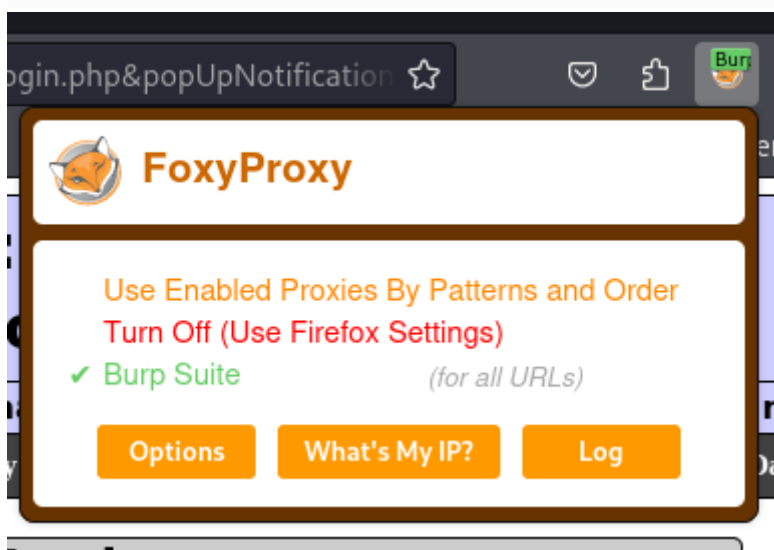 ogin.php&popUpNotification
Burp
FoxyProxy
Use Enabled Proxies By Patterns and Order
Turn Off (Use Firefox Settings)
✔ Burp Suite (for all URLs)
Options What's My IP? Log